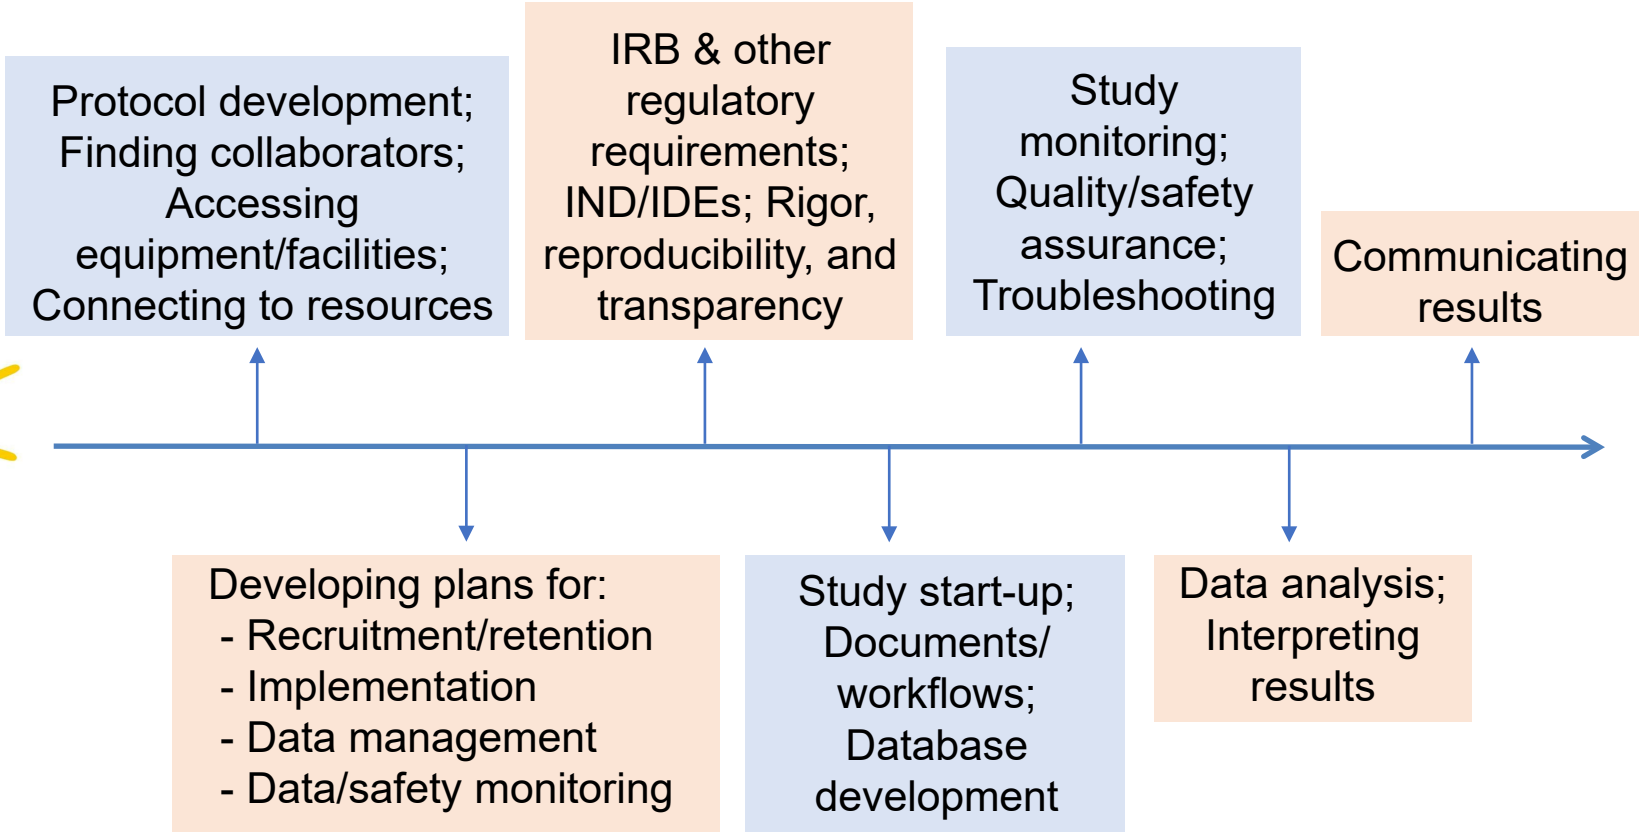 Protocol development;
Finding collaborators;
Accessing
equipment/facilities;
Connecting to resources
IRB & other
regulatory
requirements;
IND/IDEs; Rigor,
reproducibility, and
transparency
Study
monitoring;
Quality/safety
assurance;
Troubleshooting
Communicating
results
Developing plans for:
- Recruitment/retention
- Implementation
- Data management
- Data/safety monitoring
Study start-up;
Documents/
workflows;
Database
development
Data analysis;
Interpreting
results